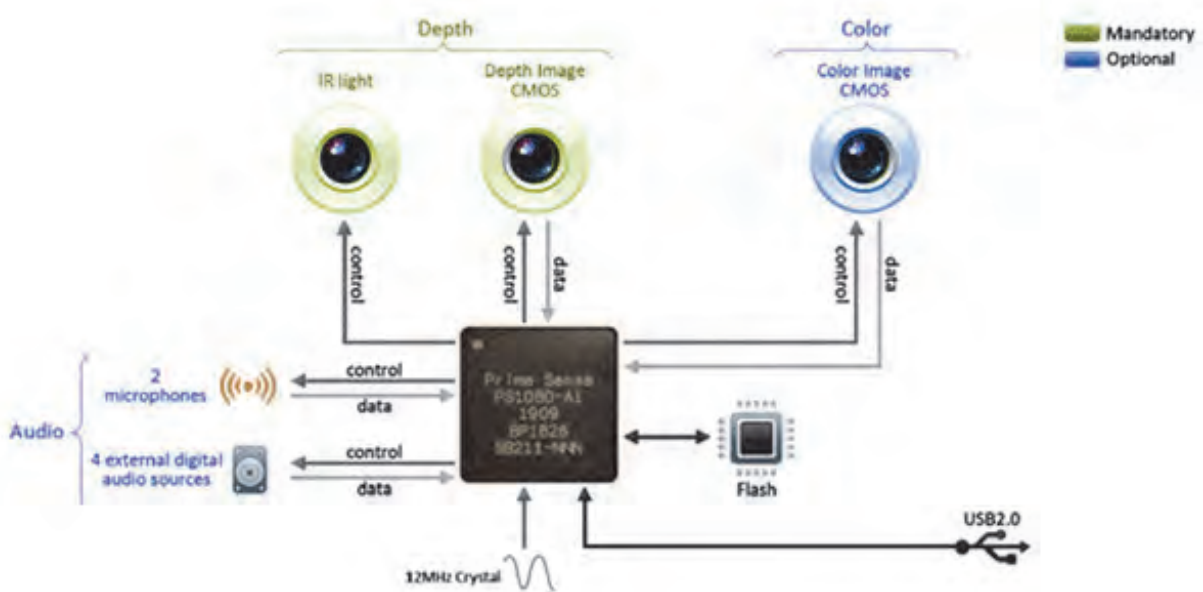 Depth
Color
Mandatory
Optional
IR light
Depth Image
CMOS
Color Image
CMOS
control
control
data
control
data
Audio
2
microphones
control
data
4 external digital
audio sources
control
data
Prime Sense
PS1080-A1
1909
BP1828
SB211-NNN
Flash
USB2.0
12MHz Crystal